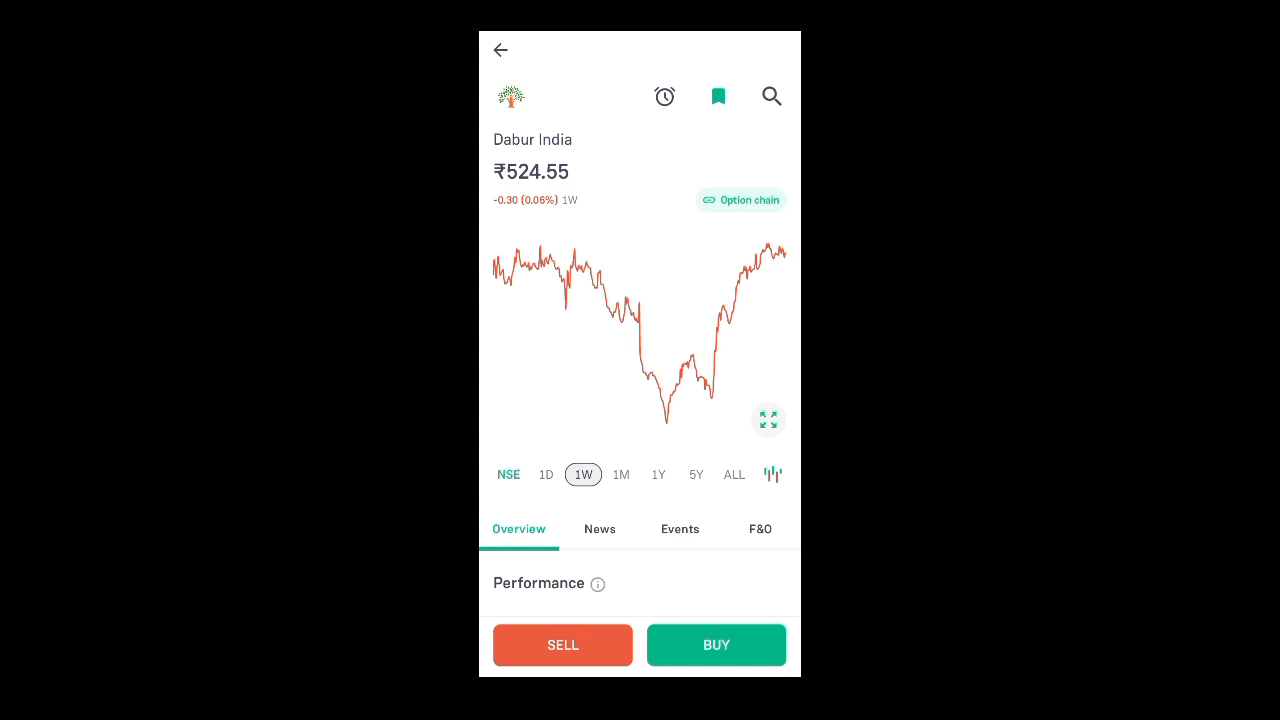 Dabur India
₹524.55
-0.30 (0.06%) 1W
Option chain
NSE 1D 1W 1M 1Y 5Y ALL
Overview News Events F&O
Performance
SELL BUY